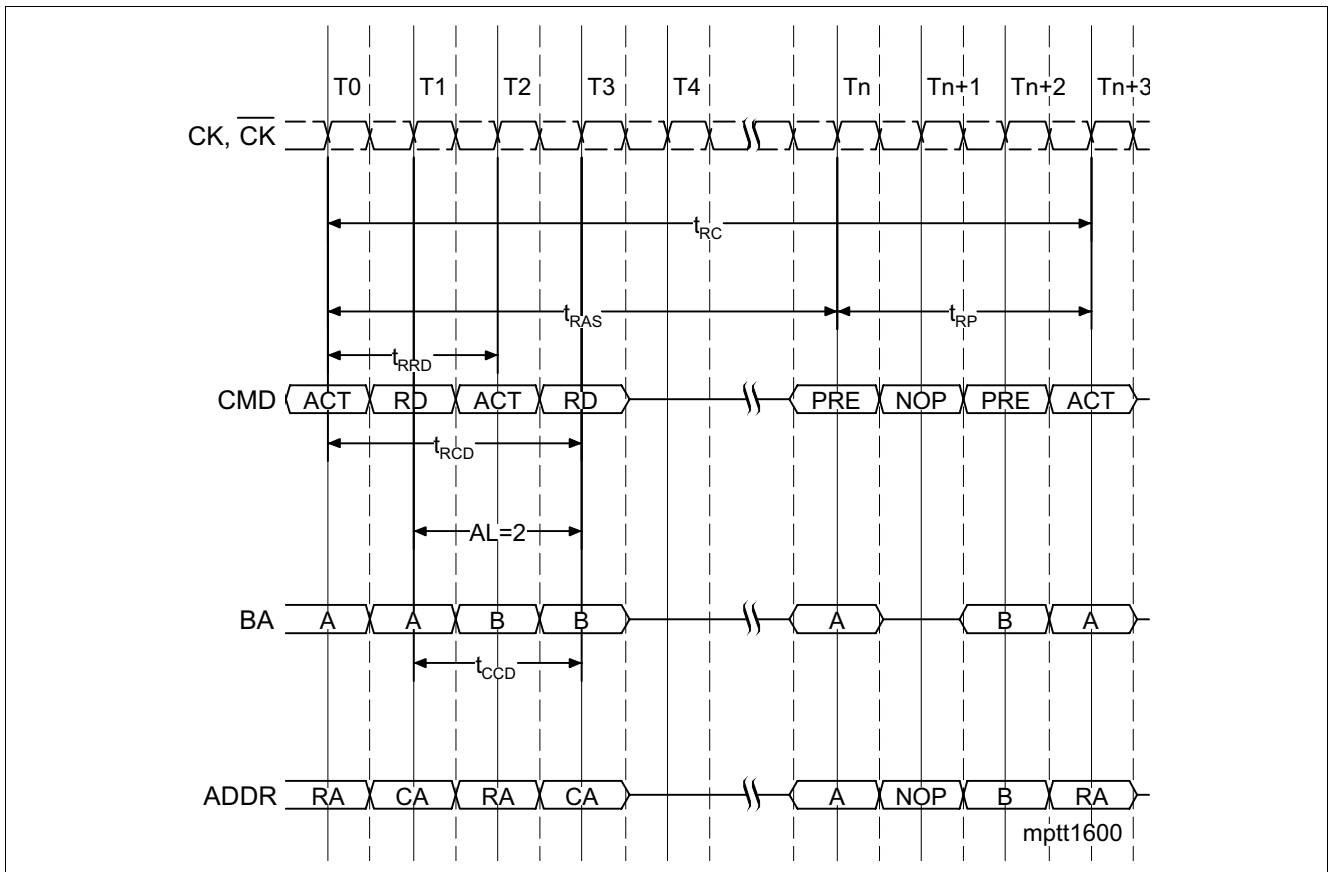 T0 T1 T2 T3 T4 Tn Tn+1 Tn+2 Tn+3
CK, CK
tRC
tRAS tRP
tRRD
CMD ACT RD ACT RD PRE NOP PRE ACT
tRCD
AL=2
BA A A B B A B A
tCCD
ADDR RA CA RA CA A NOP B RA
mptt1600